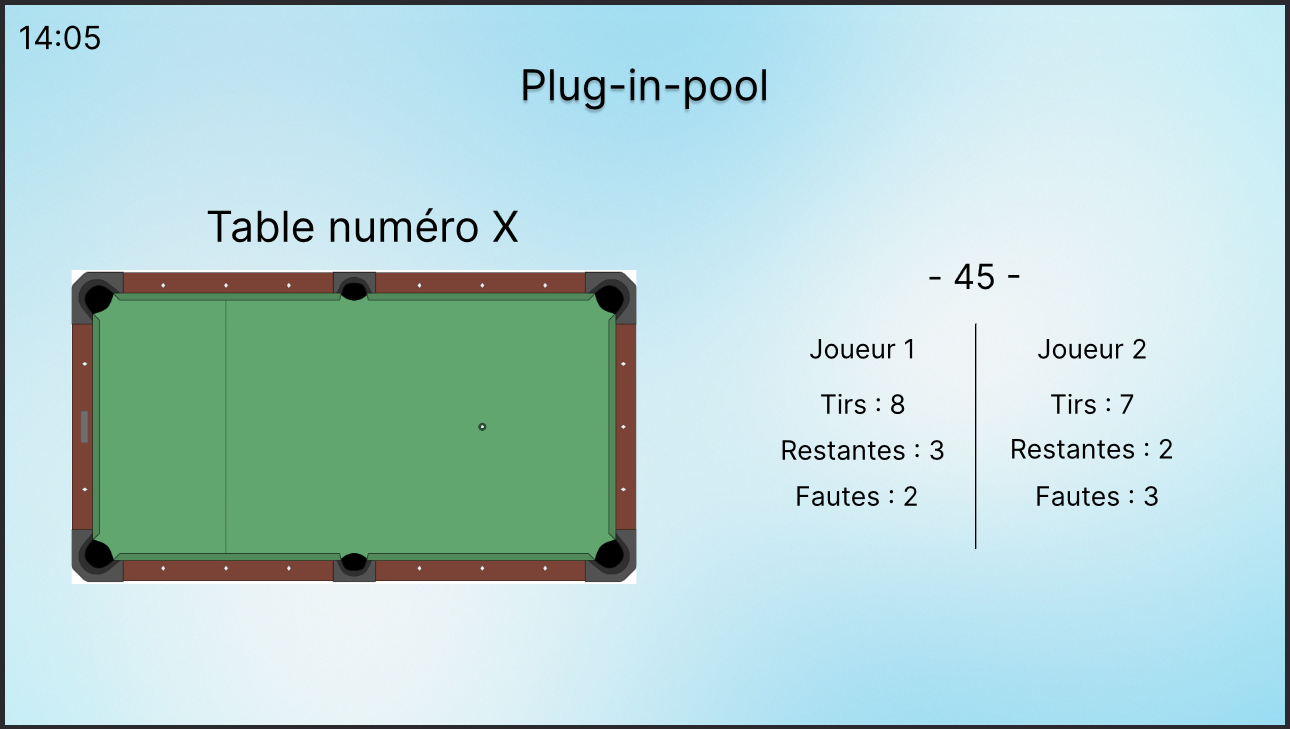 14:05
Plug-in-pool
Table numéro X
- 45 -
Joueur 1
Tirs : 8
Restantes : 3
Fautes : 2
Joueur 2
Tirs : 7
Restantes : 2
Fautes : 3